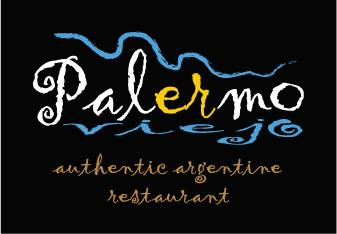 Palermo
viejo
authentic argentine
restaurant